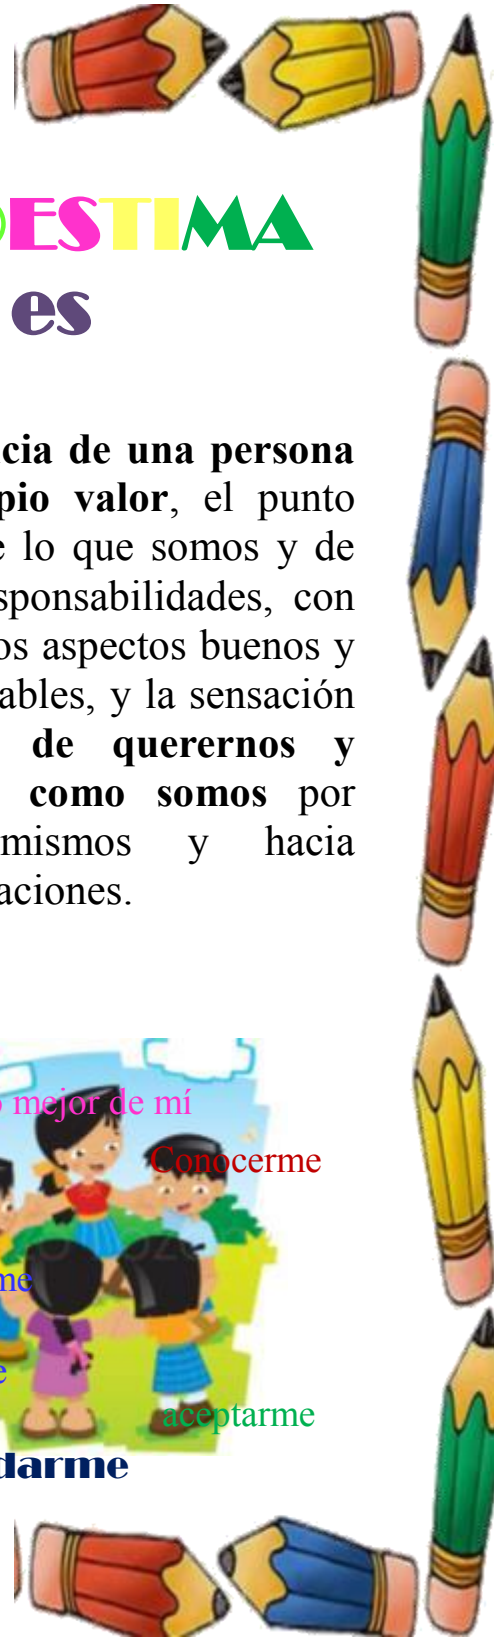 ESTIMA
es
cia de una persona
pio valor, el punto
e lo que somos y de
sponsabilidades, con
os aspectos buenos y
ables, y la sensación
de querernos y
como somos por
mismos y hacia
aciones.
o mejor de mí
Conocerme
me
e
aceptarme
darme